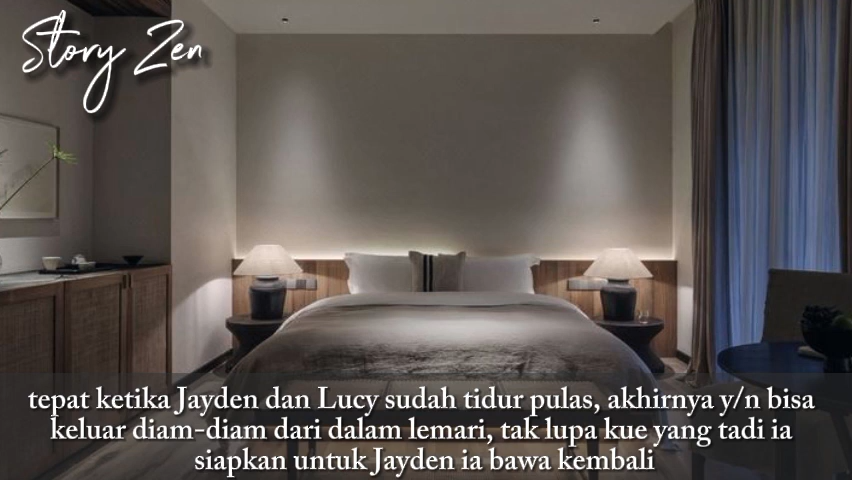 Story Zen
tepat ketika Jayden dan Lucy sudah tidur pulas, akhirnya y/n bisa
keluar diam-diam dari dalam lemari, tak lupa kue yang tadi ia
siapkan untuk Jayden ia bawa kembali